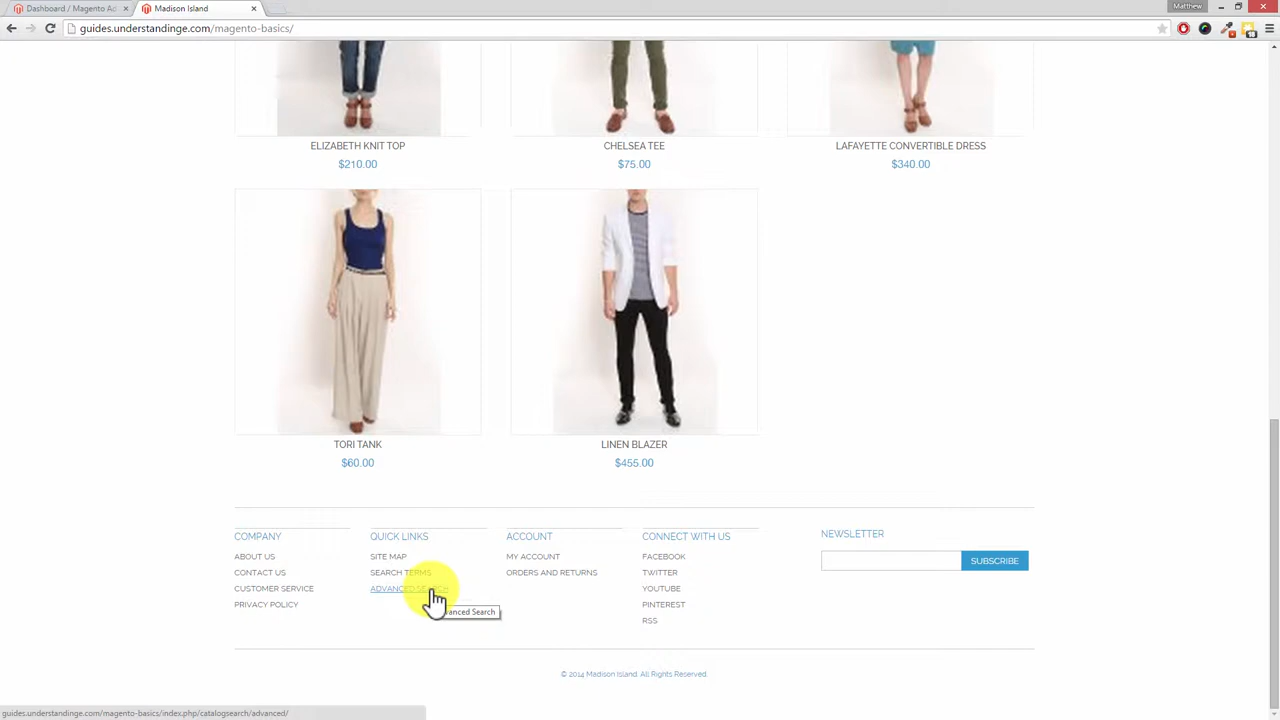 Dashboard / Magento Ad
Madison Island
Matthew
guides.understandinge.com/magento-basics/
ELIZABETH KNIT TOP
CHELSEA TEE
LAFAYETTE CONVERTIBLE DRESS
$210.00
$75.00
$340.00
TORI TANK
LINEN BLAZER
$60.00
$455.00
COMPANY
ABOUT US
CONTACT US
CUSTOMER SERVICE
PRIVACY POLICY
QUICK LINKS
SITE MAP
SEARCH TERMS
ADVANCED SEARCH
anced Search
ACCOUNT
MY ACCOUNT
ORDERS AND RETURNS
CONNECT WITH US
FACEBOOK
TWITTER
YOUTUBE
PINTEREST
RSS
NEWSLETTER
SUBSCRIBE
© 2014 Madison Island. All Rights Reserved.
guides.understandinge.com/magento-basics/index.php/catalogsearch/advanced/